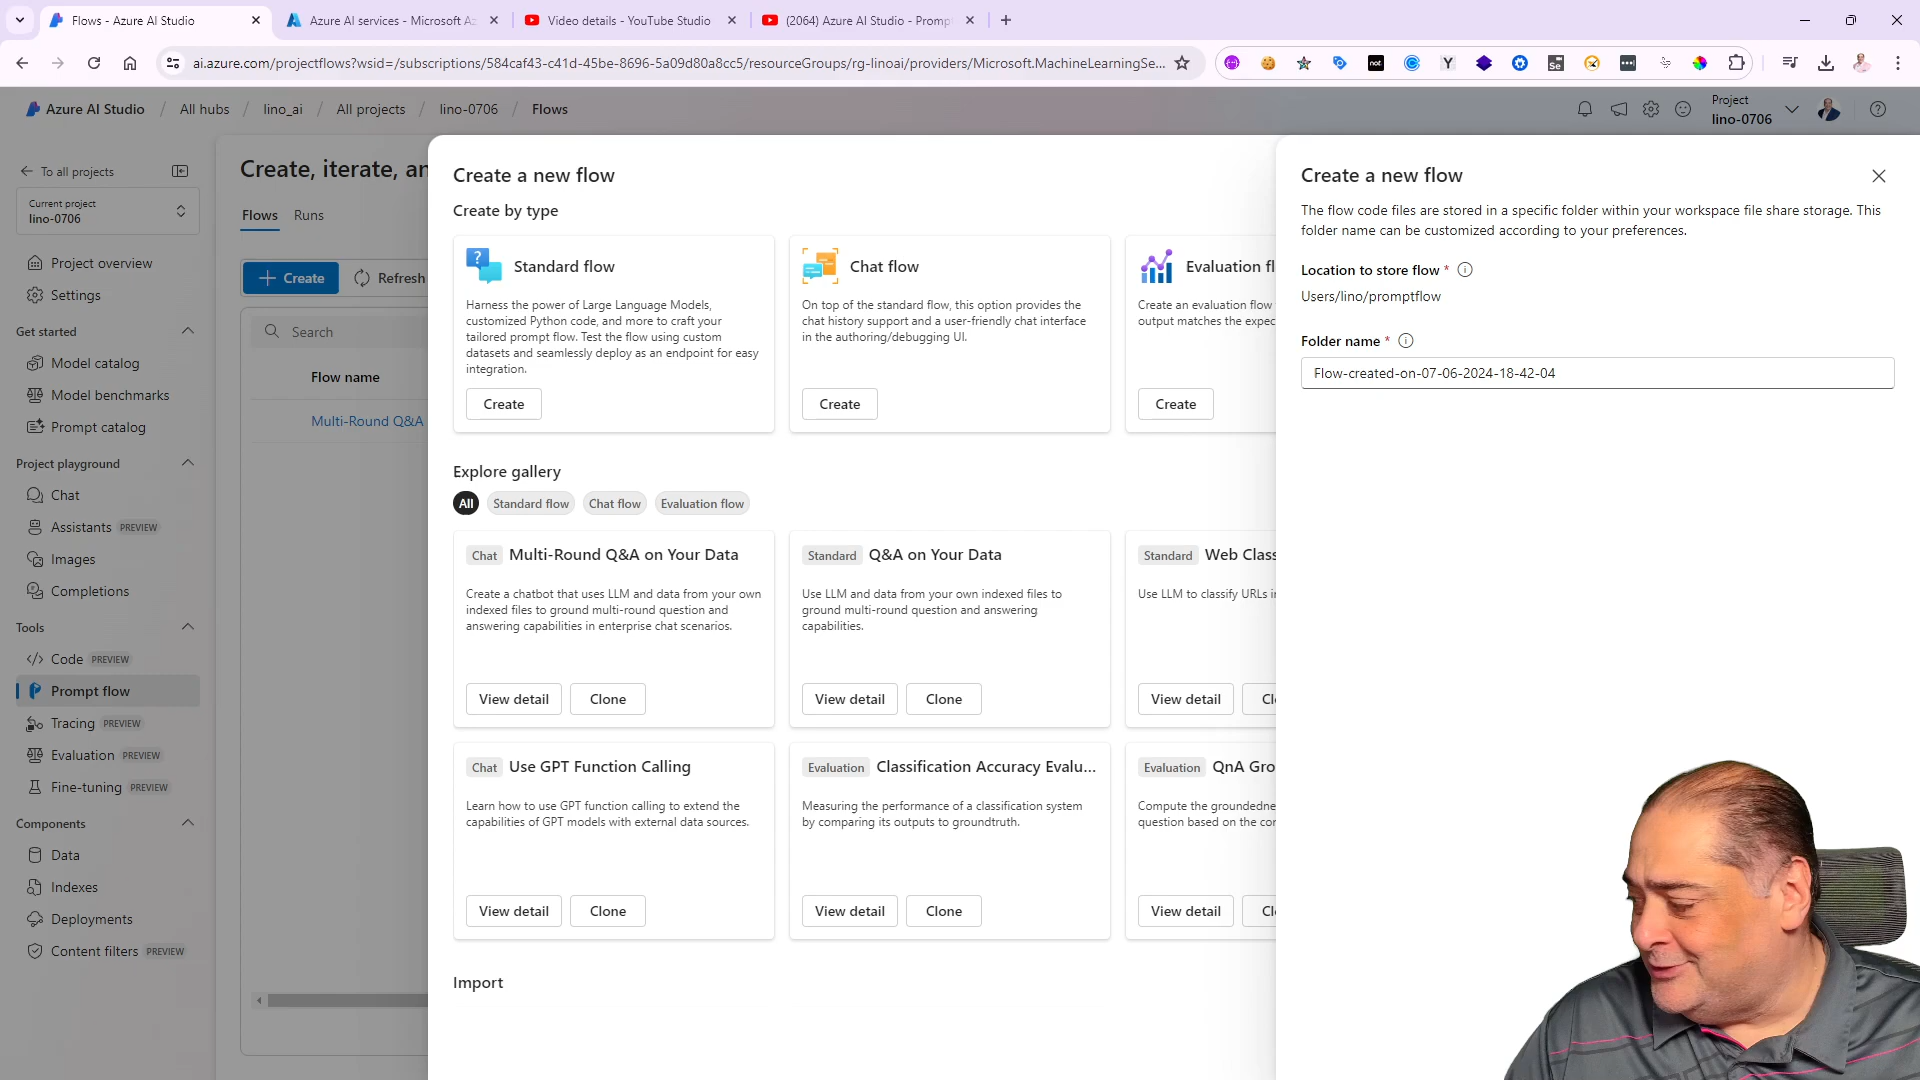 Flows - Azure AI Studio
Azure AI services - Microsoft Az
Video details - YouTube Studio
(2064) Azure AI Studio - Promp
ai.azure.com/projectflows?wsid=/subscriptions/584caf43-c41d-45be-8696-5a09d80a8cc5/resourceGroups/rg-linoai/providers/Microsoft.MachineLearningSe...
Azure AI Studio / All hubs / lino_ai / All projects / lino-0706 / Flows
Project
lino-0706
To all projects
Current project
lino-0706
Project overview
Settings
Get started
Model catalog
Model benchmarks
Prompt catalog
Project playground
Chat
Assistants PREVIEW
Images
Completions
Tools
Code PREVIEW
Prompt flow
Tracing PREVIEW
Evaluation PREVIEW
Fine-tuning PREVIEW
Components
Data
Indexes
Deployments
Content filters PREVIEW
Create, iterate, an
Flows Runs
Create Refresh
Search
Flow name
Multi-Round Q&A
Create a new flow
Create by type
Standard flow
Harness the power of Large Language Models,
customized Python code, and more to craft your
tailored prompt flow. Test the flow using custom
datasets and seamlessly deploy as an endpoint for easy
integration.
Create
Chat flow
On top of the standard flow, this option provides the
chat history support and a user-friendly chat interface
in the authoring/debugging UI.
Create
Evaluation fl
Create an evaluation flow
output matches the expec
Create
Explore gallery
All Standard flow Chat flow Evaluation flow
Chat Multi-Round Q&A on Your Data
Create a chatbot that uses LLM and data from your own
indexed files to ground multi-round question and
answering capabilities in enterprise chat scenarios.
View detail Clone
Standard Q&A on Your Data
Use LLM and data from your own indexed files to
ground multi-round question and answering
capabilities.
View detail Clone
Standard Web Class
Use LLM to classify URLs i
View detail Cl
Chat Use GPT Function Calling
Learn how to use GPT function calling to extend the
capabilities of GPT models with external data sources.
View detail Clone
Evaluation Classification Accuracy Evalu...
Measuring the performance of a classification system
by comparing its outputs to groundtruth.
View detail Clone
Evaluation QnA Gro
Compute the groundedne
question based on the cor
View detail Cl
Import
Create a new flow
The flow code files are stored in a specific folder within your workspace file share storage. This
folder name can be customized according to your preferences.
Location to store flow *
Users/lino/promptflow
Folder name *
Flow-created-on-07-06-2024-18-42-04